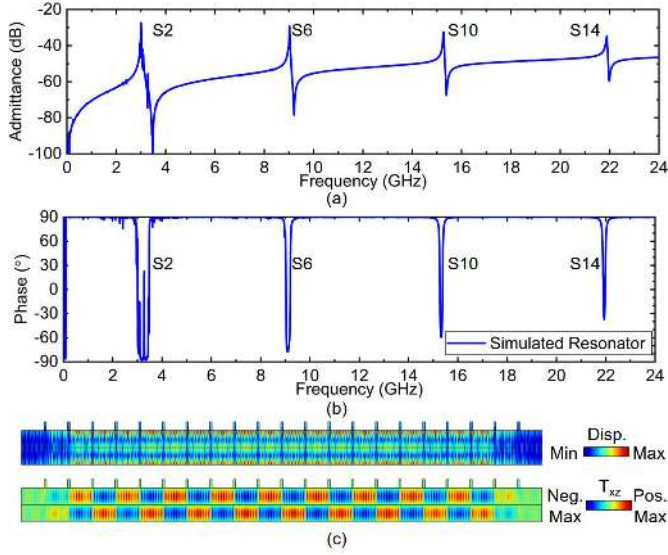 -20
-40
-60
-80
-100
Admittance (dB)
S2
S6
S10
S14
0 2 4 6 8 10 12 14 16 18 20 22 24
Frequency (GHz)
(a)
90
60
30
0
-30
-60
-90
Phase (°)
S2
S6
S10
S14
Simulated Resonator
0 2 4 6 8 10 12 14 16 18 20 22 24
Frequency (GHz)
(b)
Disp.
Min Max
Neg. Txz Pos.
Max Max
(c)